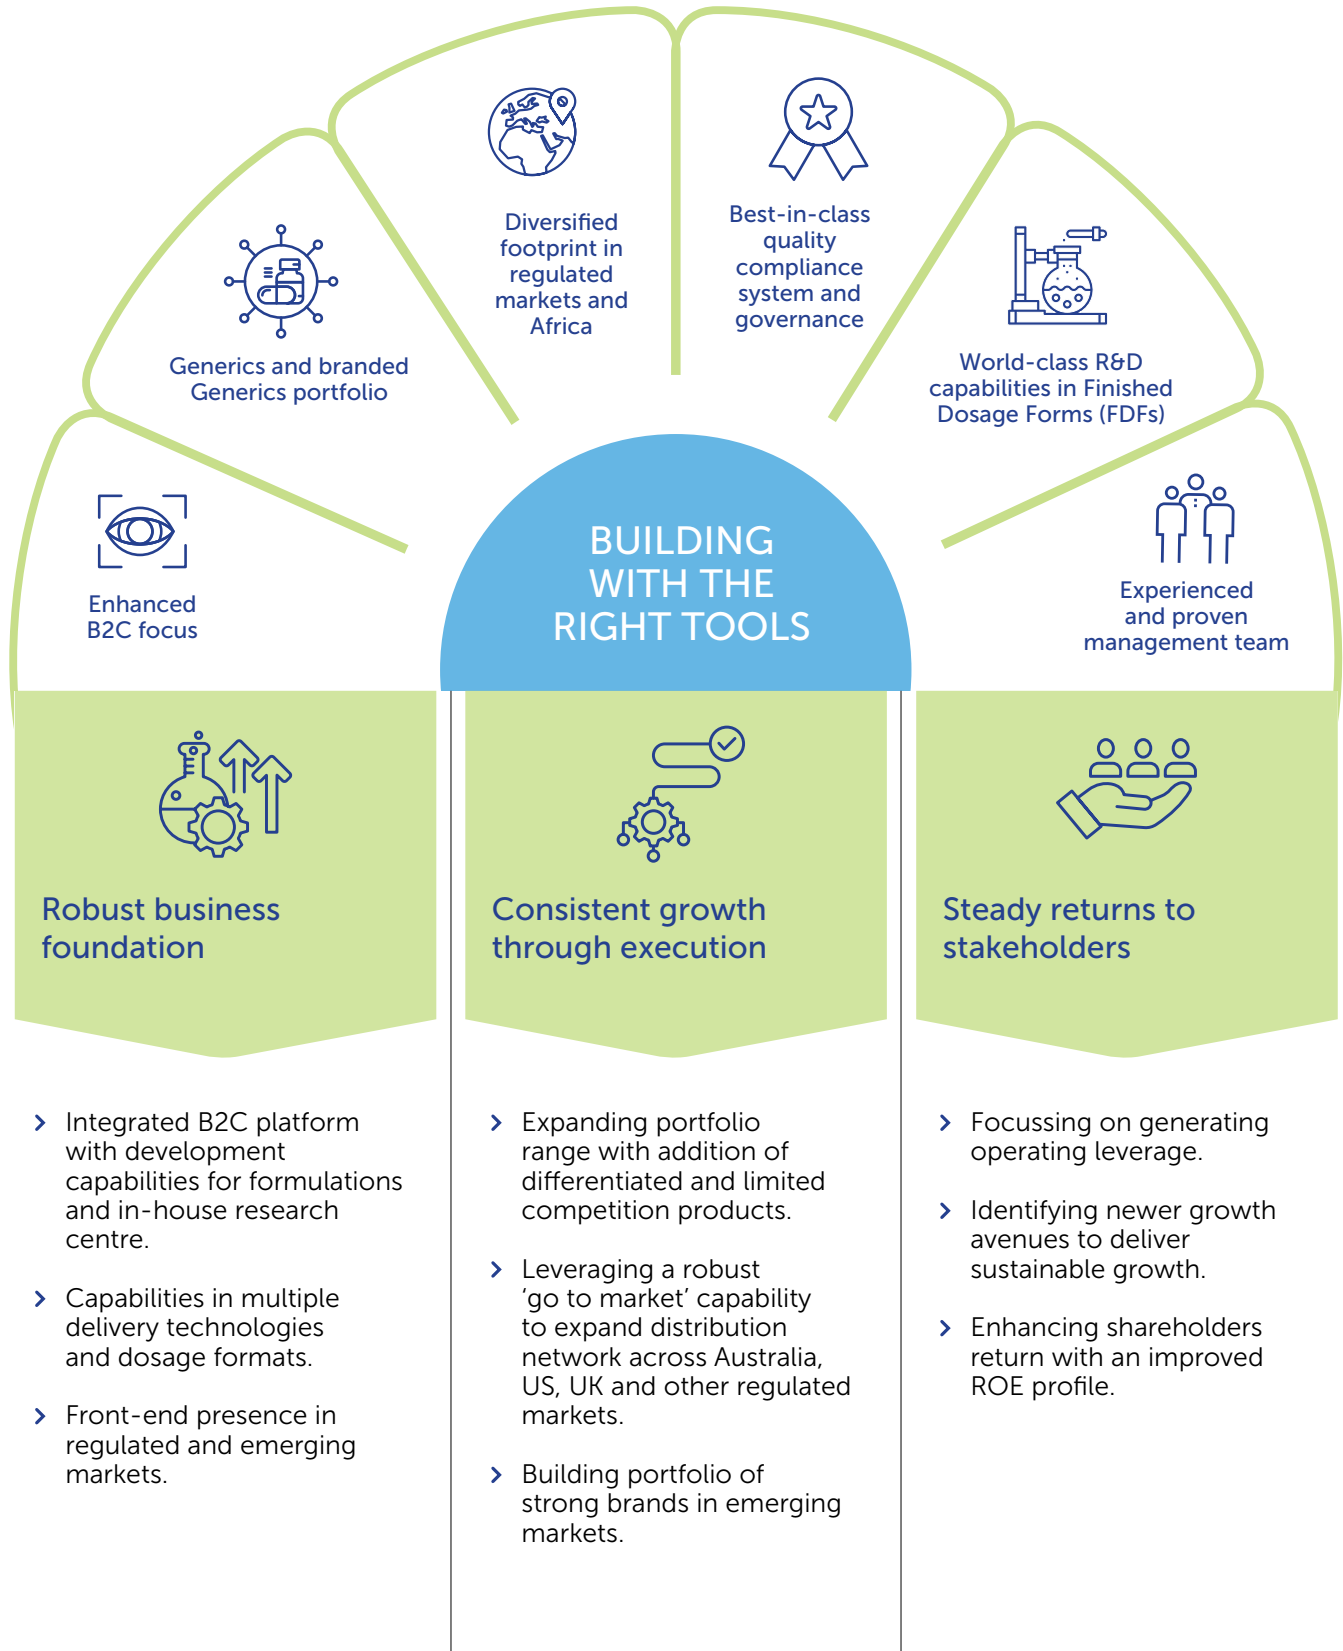 Diversified
footprint in
regulated
markets and
Africa
Best-in-class
quality
compliance
system and
governance
Generics and branded
Generics portfolio
World-class R&D
capabilities in Finished
Dosage Forms (FDFs)
Enhanced
B2C focus
BUILDING
WITH THE
RIGHT TOOLS
Experienced
and proven
management team
Robust business
foundation
Integrated B2C platform
with development
capabilities for formulations
and in-house research
centre.
Capabilities in multiple
delivery technologies
and dosage formats.
Front-end presence in
regulated and emerging
markets.
Consistent growth
through execution
Expanding portfolio
range with addition of
differentiated and limited
competition products.
Leveraging a robust
‘go to market’ capability
to expand distribution
network across Australia,
US, UK and other regulated
markets.
Building portfolio of
strong brands in emerging
markets.
Steady returns to
stakeholders
Focussing on generating
operating leverage.
Identifying newer growth
avenues to deliver
sustainable growth.
Enhancing shareholders
return with an improved
ROE profile.